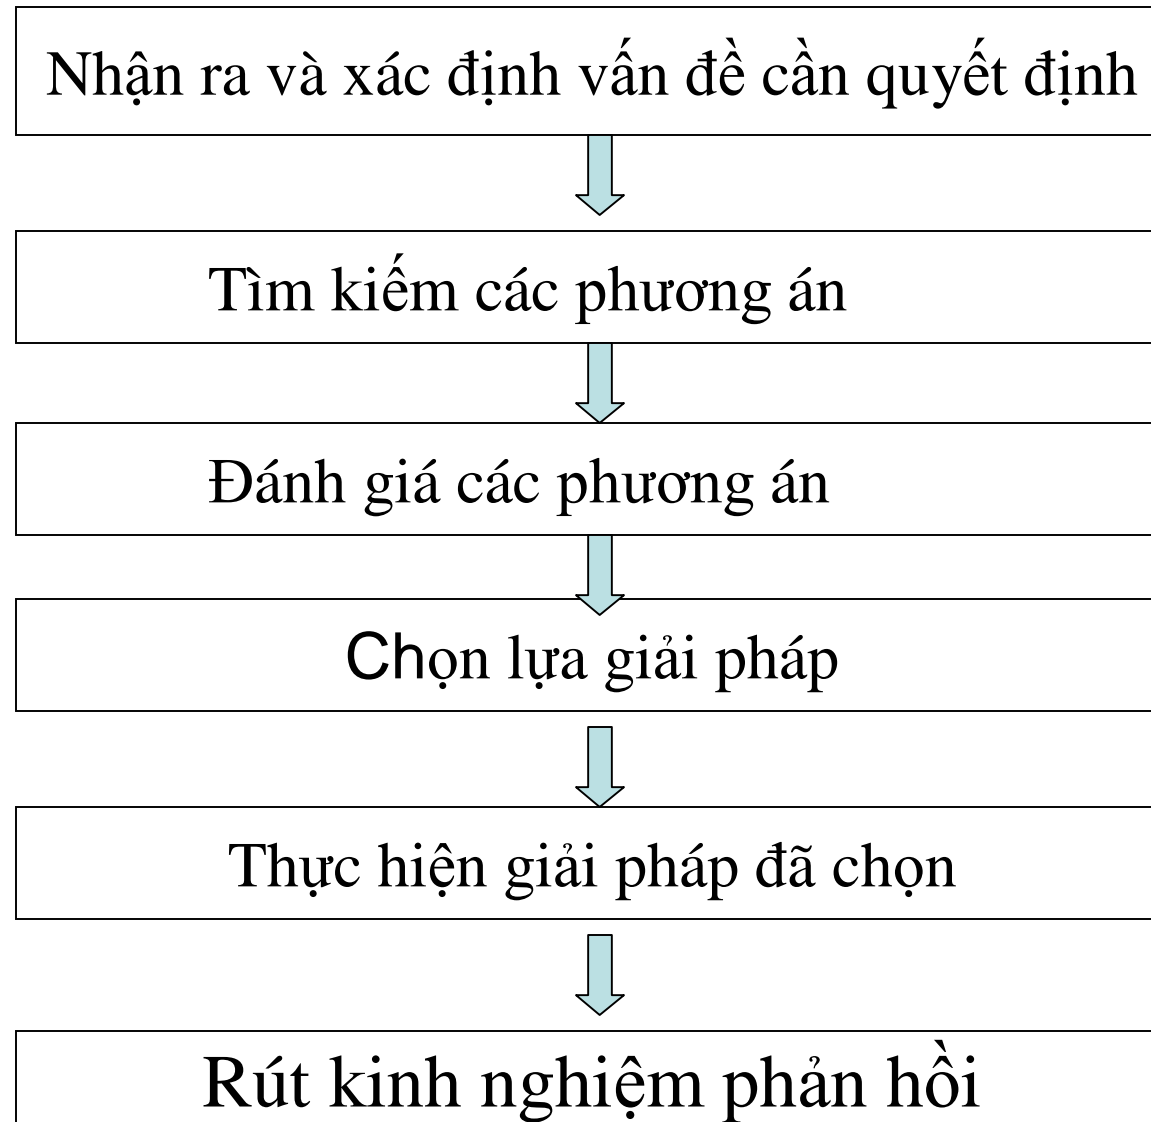 Nhận ra và xác định vấn đề cần quyết định
Tìm kiếm các phương án
Đánh giá các phương án
Chọn lựa giải pháp
Thực hiện giải pháp đã chọn
Rút kinh nghiệm phản hồi